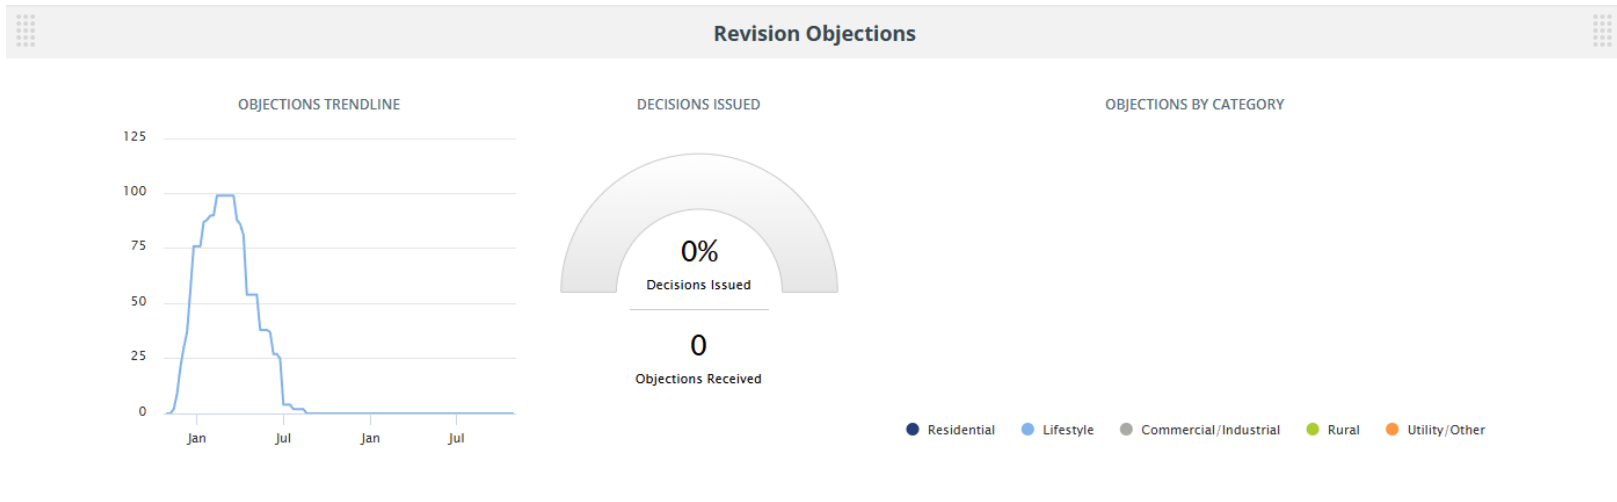 Revision Objections
OBJECTIONS TRENDLINE
125
100
75
50
25
0
Jan
Jul
Jan
Jul
DECISIONS ISSUED
0%
Decisions Issued
0
Objections Received
OBJECTIONS BY CATEGORY
Residential
Lifestyle
Commercial/Industrial
Rural
Utility/Other